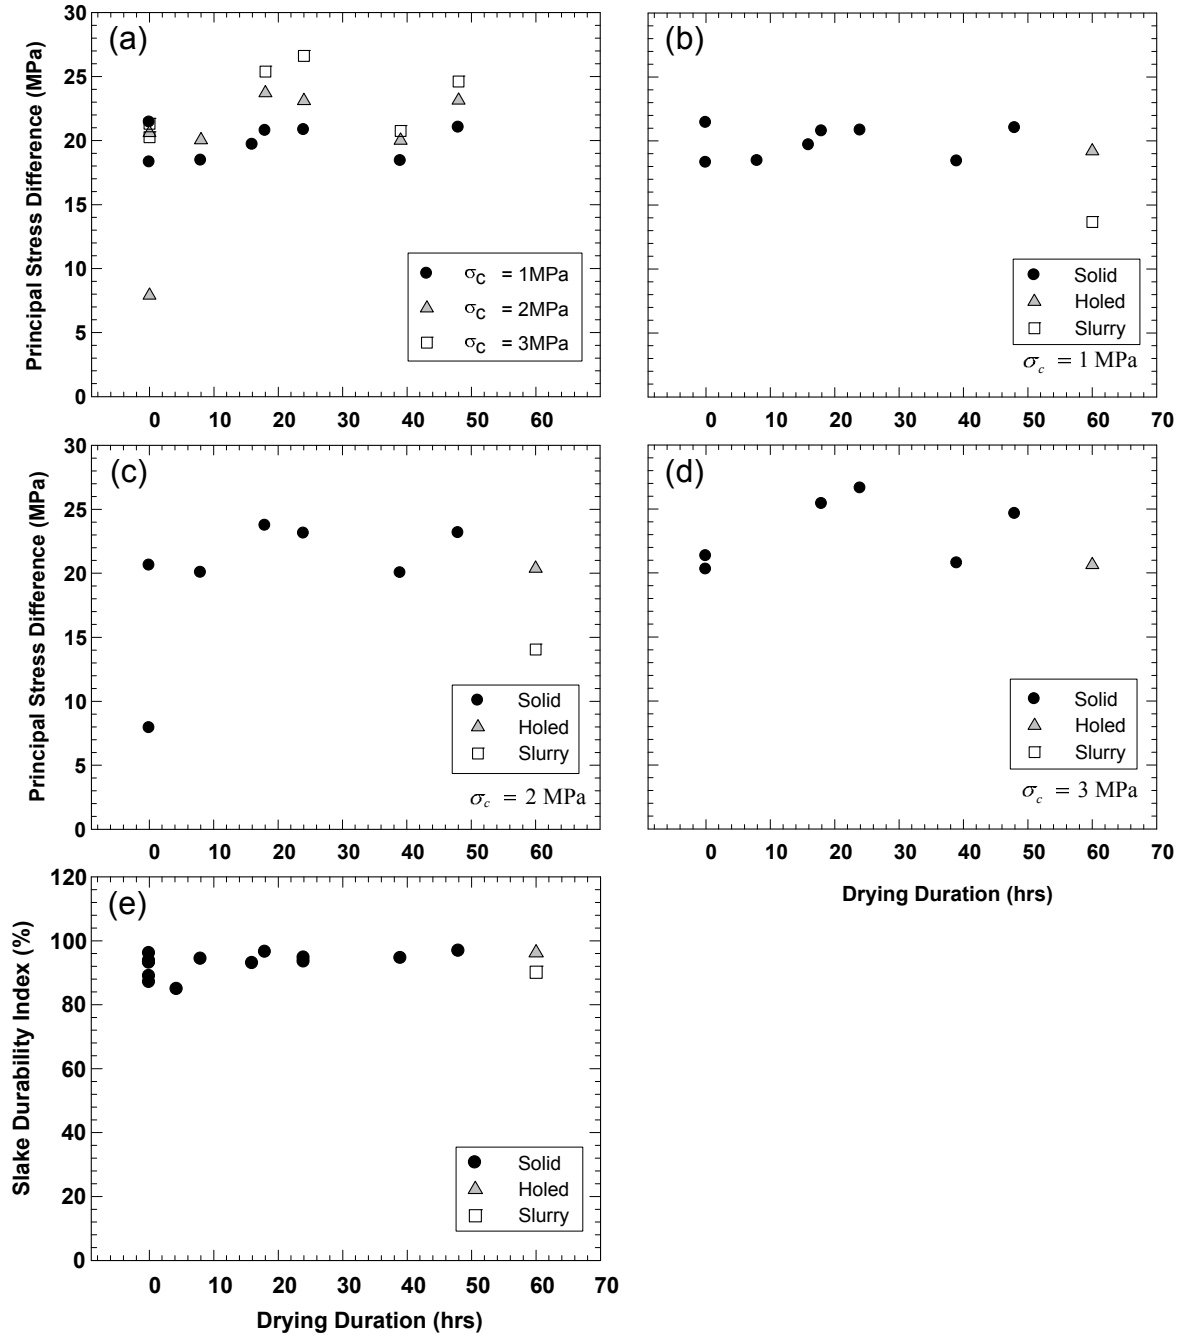 30
25
20
15
10
5
0
Principal Stress Difference (MPa)
(a)
σc = 1MPa
σc = 2MPa
σc = 3MPa
0 10 20 30 40 50 60
(b)
Solid
Holed
Slurry
σc = 1 MPa
0 10 20 30 40 50 60 70
30
25
20
15
10
5
0
Principal Stress Difference (MPa)
(c)
Solid
Holed
Slurry
σc = 2 MPa
0 10 20 30 40 50 60
(d)
Solid
Holed
Slurry
σc = 3 MPa
0 10 20 30 40 50 60 70
Drying Duration (hrs)
120
100
80
60
40
20
0
Slake Durability Index (%)
(e)
Solid
Holed
Slurry
0 10 20 30 40 50 60 70
Drying Duration (hrs)